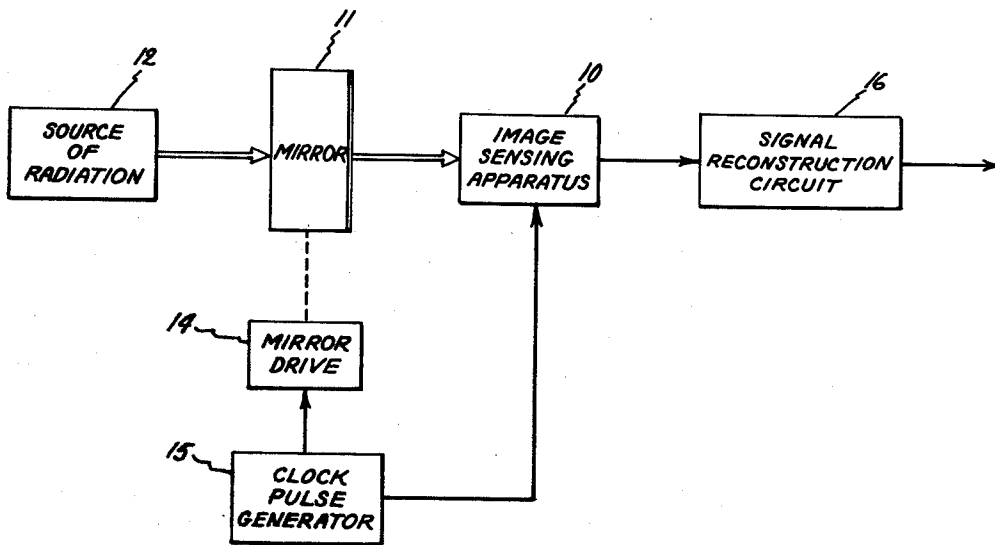 11
12
10
16
SOURCE
OF
RADIATION
MIRROR
IMAGE
SENSING
APPARATUS
SIGNAL
RECONSTRUCTION
CIRCUIT
14
MIRROR
DRIVE
15
CLOCK
PULSE
GENERATOR